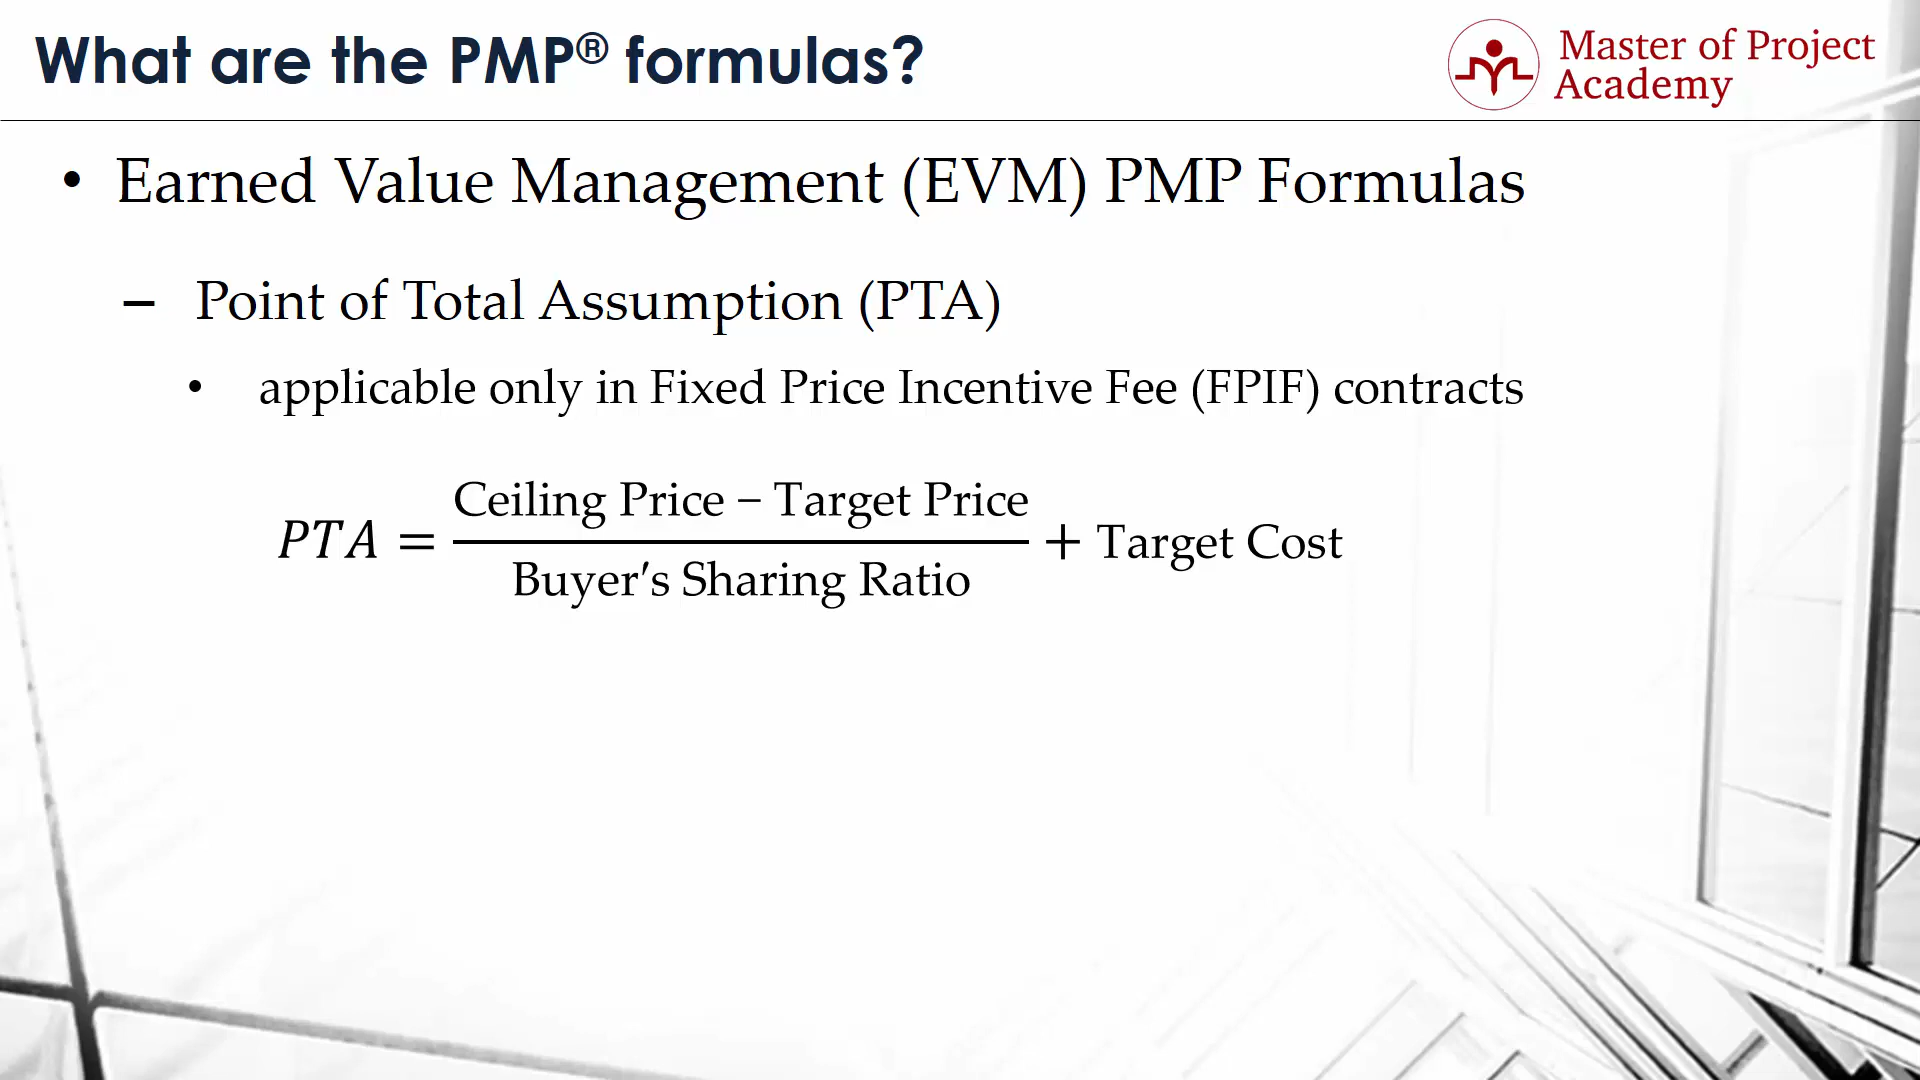 What are the PMP® formulas?
Master of Project
Academy
• Earned Value Management (EVM) PMP Formulas
– Point of Total Assumption (PTA)
• applicable only in Fixed Price Incentive Fee (FPIF) contracts
Ceiling Price − Target Price
PTA = + Target Cost
Buyer’s Sharing Ratio